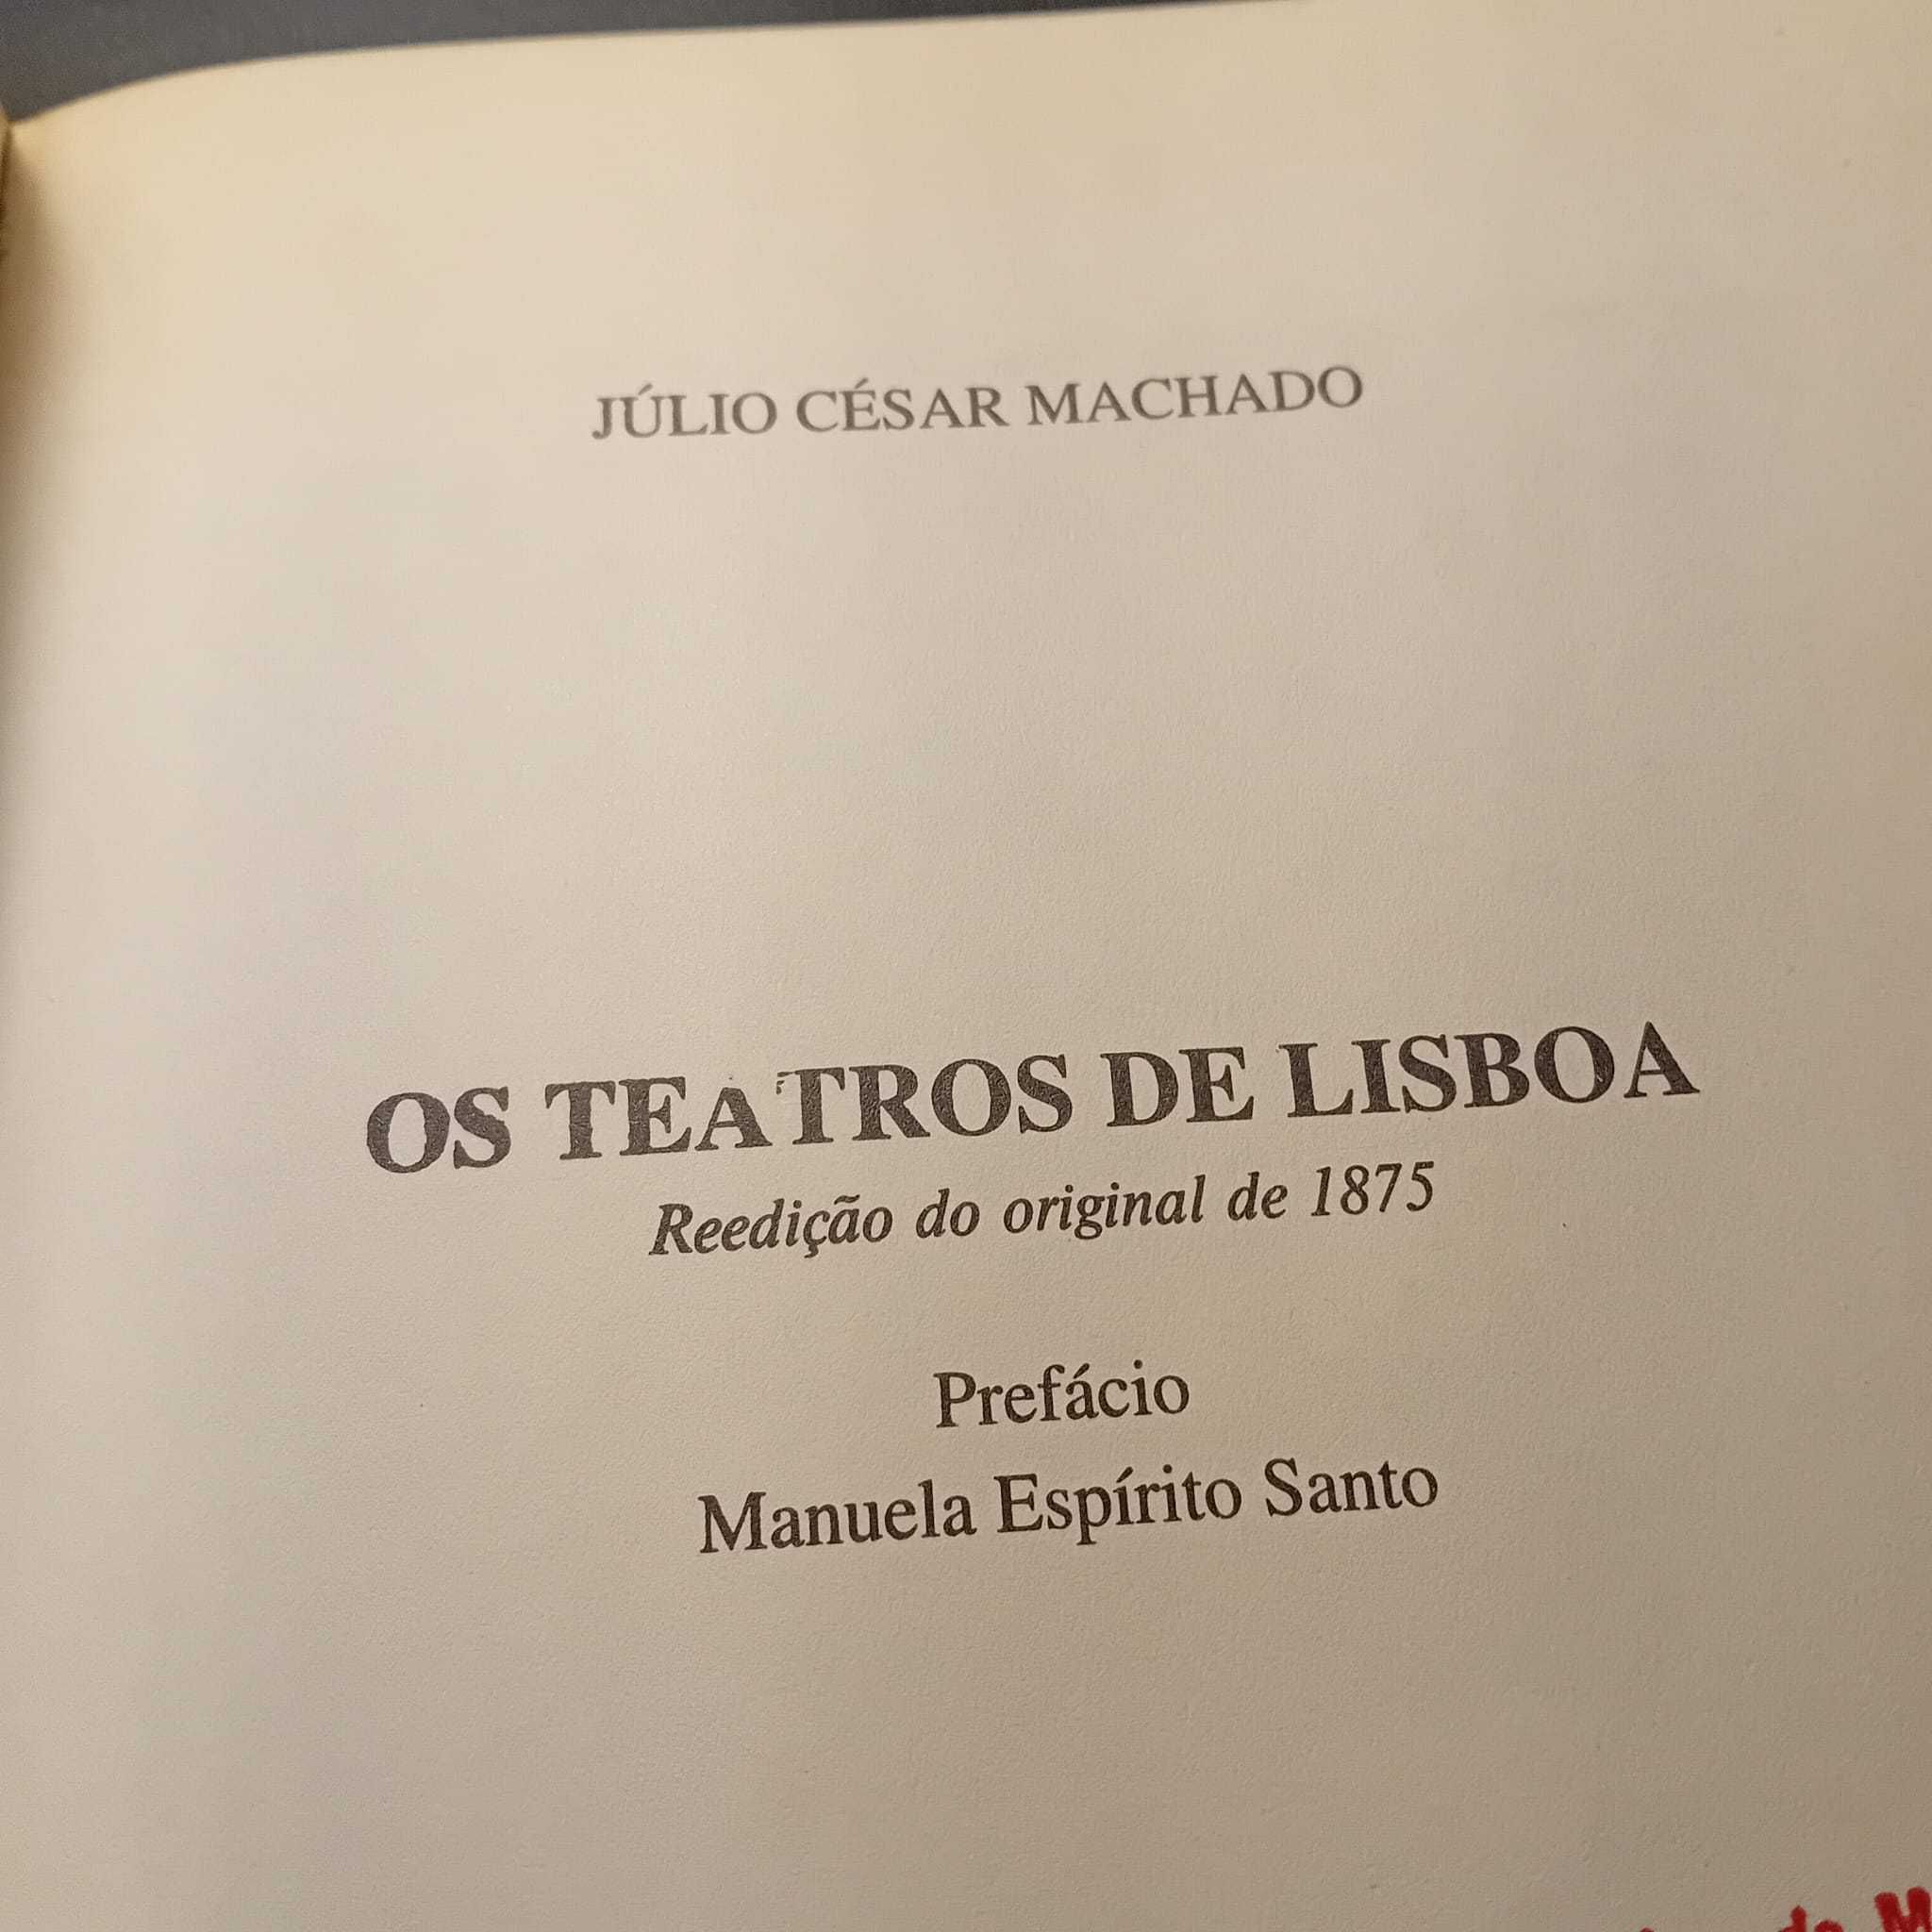 JÚLIO CÉSAR MACHADO
OS TEATROS DE LISBOA
Reedição do original de 1875
Prefácio
Manuela Espírito Santo